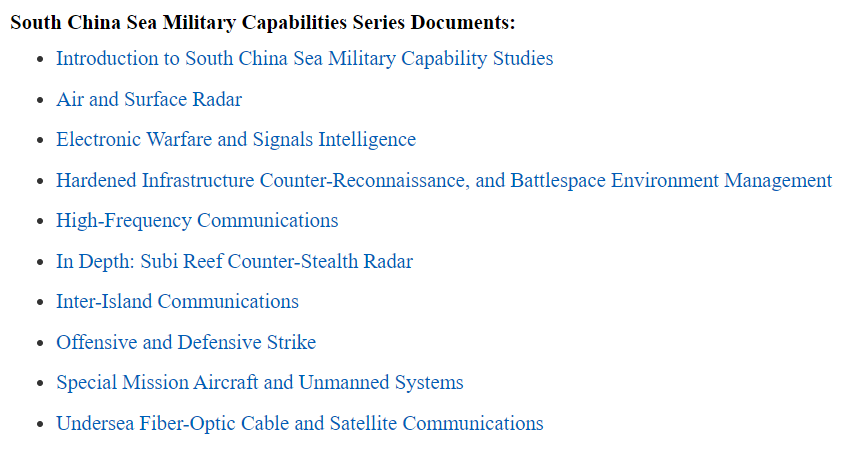 South China Sea Military Capabilities Series Documents:
• Introduction to South China Sea Military Capability Studies
• Air and Surface Radar
• Electronic Warfare and Signals Intelligence
• Hardened Infrastructure Counter-Reconnaissance, and Battlespace Environment Management
• High-Frequency Communications
• In Depth: Subi Reef Counter-Stealth Radar
• Inter-Island Communications
• Offensive and Defensive Strike
• Special Mission Aircraft and Unmanned Systems
• Undersea Fiber-Optic Cable and Satellite Communications